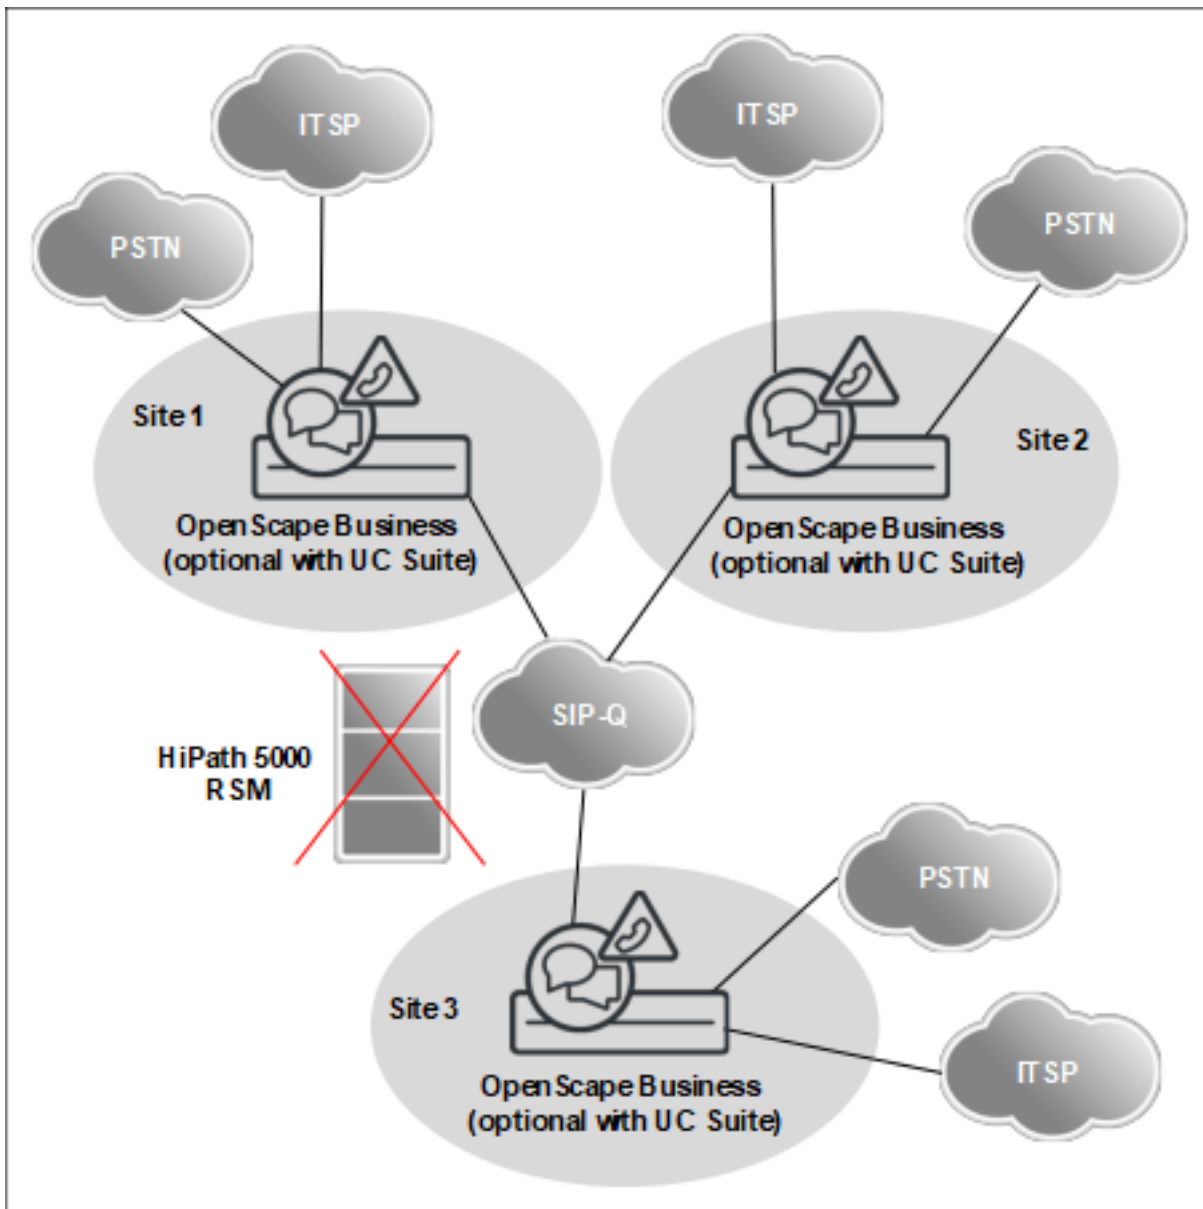 ITSP
ITSP
PSTN
PSTN
Site 1
Site 2
OpenScape Business
(optional with UC Suite)
OpenScape Business
(optional with UC Suite)
SIP-Q
HiPath 5000
RSM
PSTN
Site 3
ITSP
OpenScape Business
(optional with UC Suite)